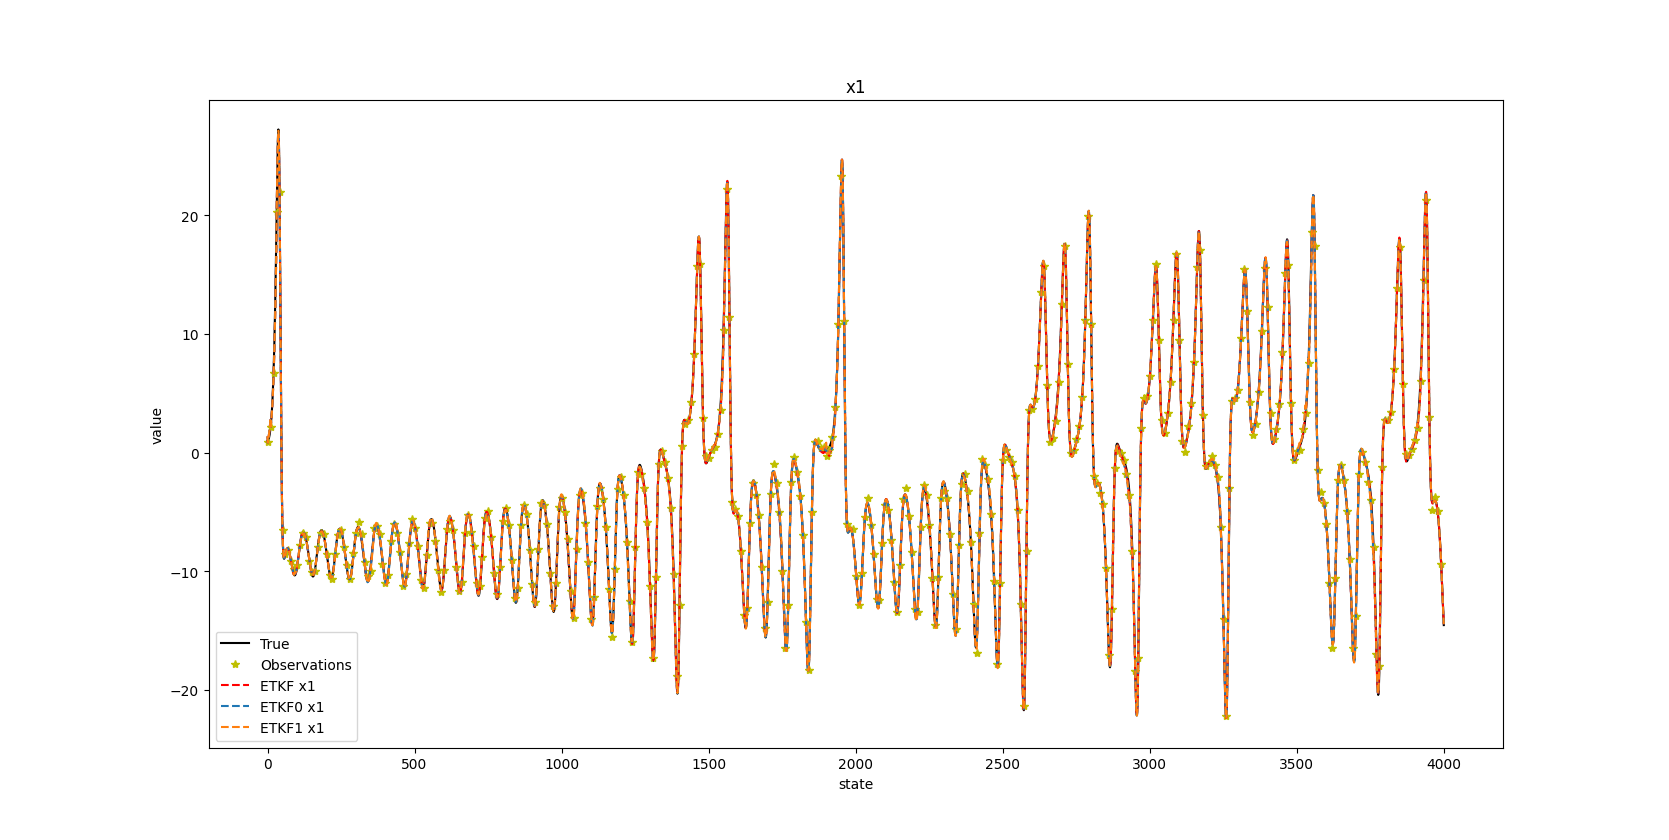 x1
value
20
10
0
−10
−20
True
Observations
ETKF x1
ETKF0 x1
ETKF1 x1
0 500 1000 1500 2000 2500 3000 3500 4000
state